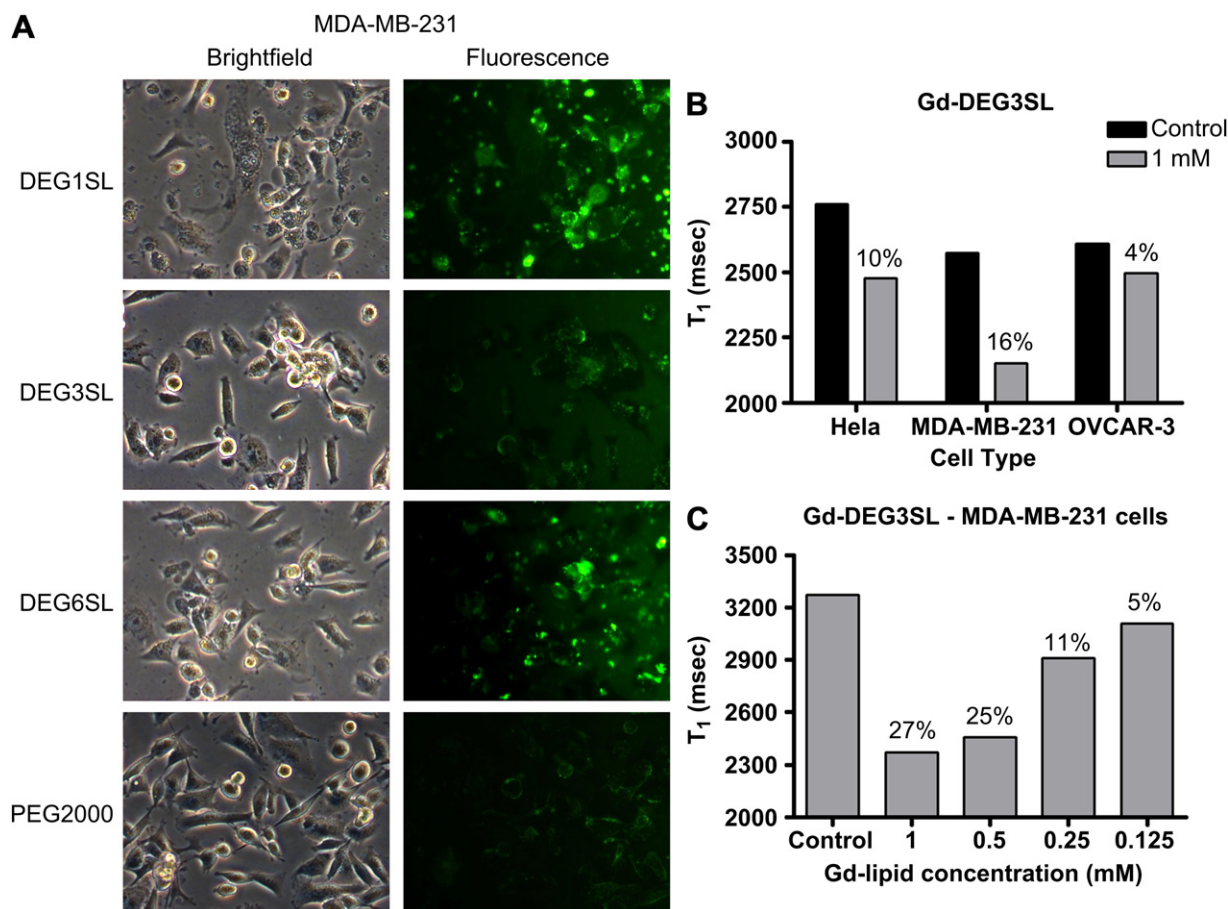 A
MDA-MB-231
Brightfield Fluorescence
DEG1SL
DEG3SL
DEG6SL
PEG2000
B
Gd-DEG3SL
Control
1 mM
T1 (msec)
3000
2750
2500
2250
2000
10%
16%
4%
Hela MDA-MB-231 OVCAR-3
Cell Type
C
Gd-DEG3SL - MDA-MB-231 cells
T1 (msec)
3500
3200
2900
2600
2300
2000
27%
25%
11%
5%
Control 1 0.5 0.25 0.125
Gd-lipid concentration (mM)